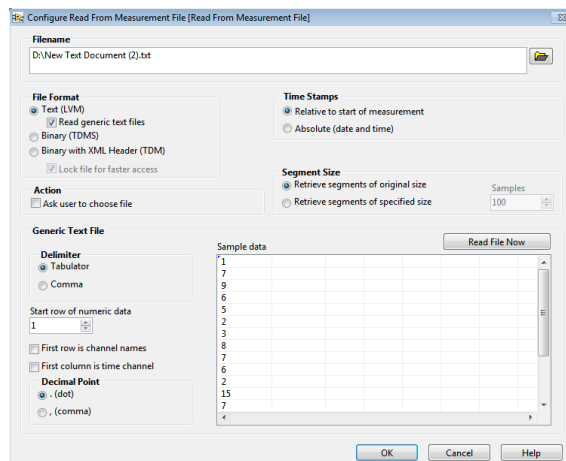 Configure Read From Measurement File [Read From Measurement File]
Filename
D:\New Text Document (2).txt
File Format
Text (LVM)
Read generic text files
Binary (TDMS)
Binary with XML Header (TDM)
Lock file for faster access
Action
Ask user to choose file
Time Stamps
Relative to start of measurement
Absolute (date and time)
Segment Size
Retrieve segments of original size
Retrieve segments of specified size
Samples
100
Generic Text File
Delimiter
Tabulator
Comma
Start row of numeric data
1
First row is channel names
First column is time channel
Decimal Point
. (dot)
, (comma)
Sample data
Read File Now
1
7
9
6
5
2
3
8
7
6
2
15
7
OK Cancel Help